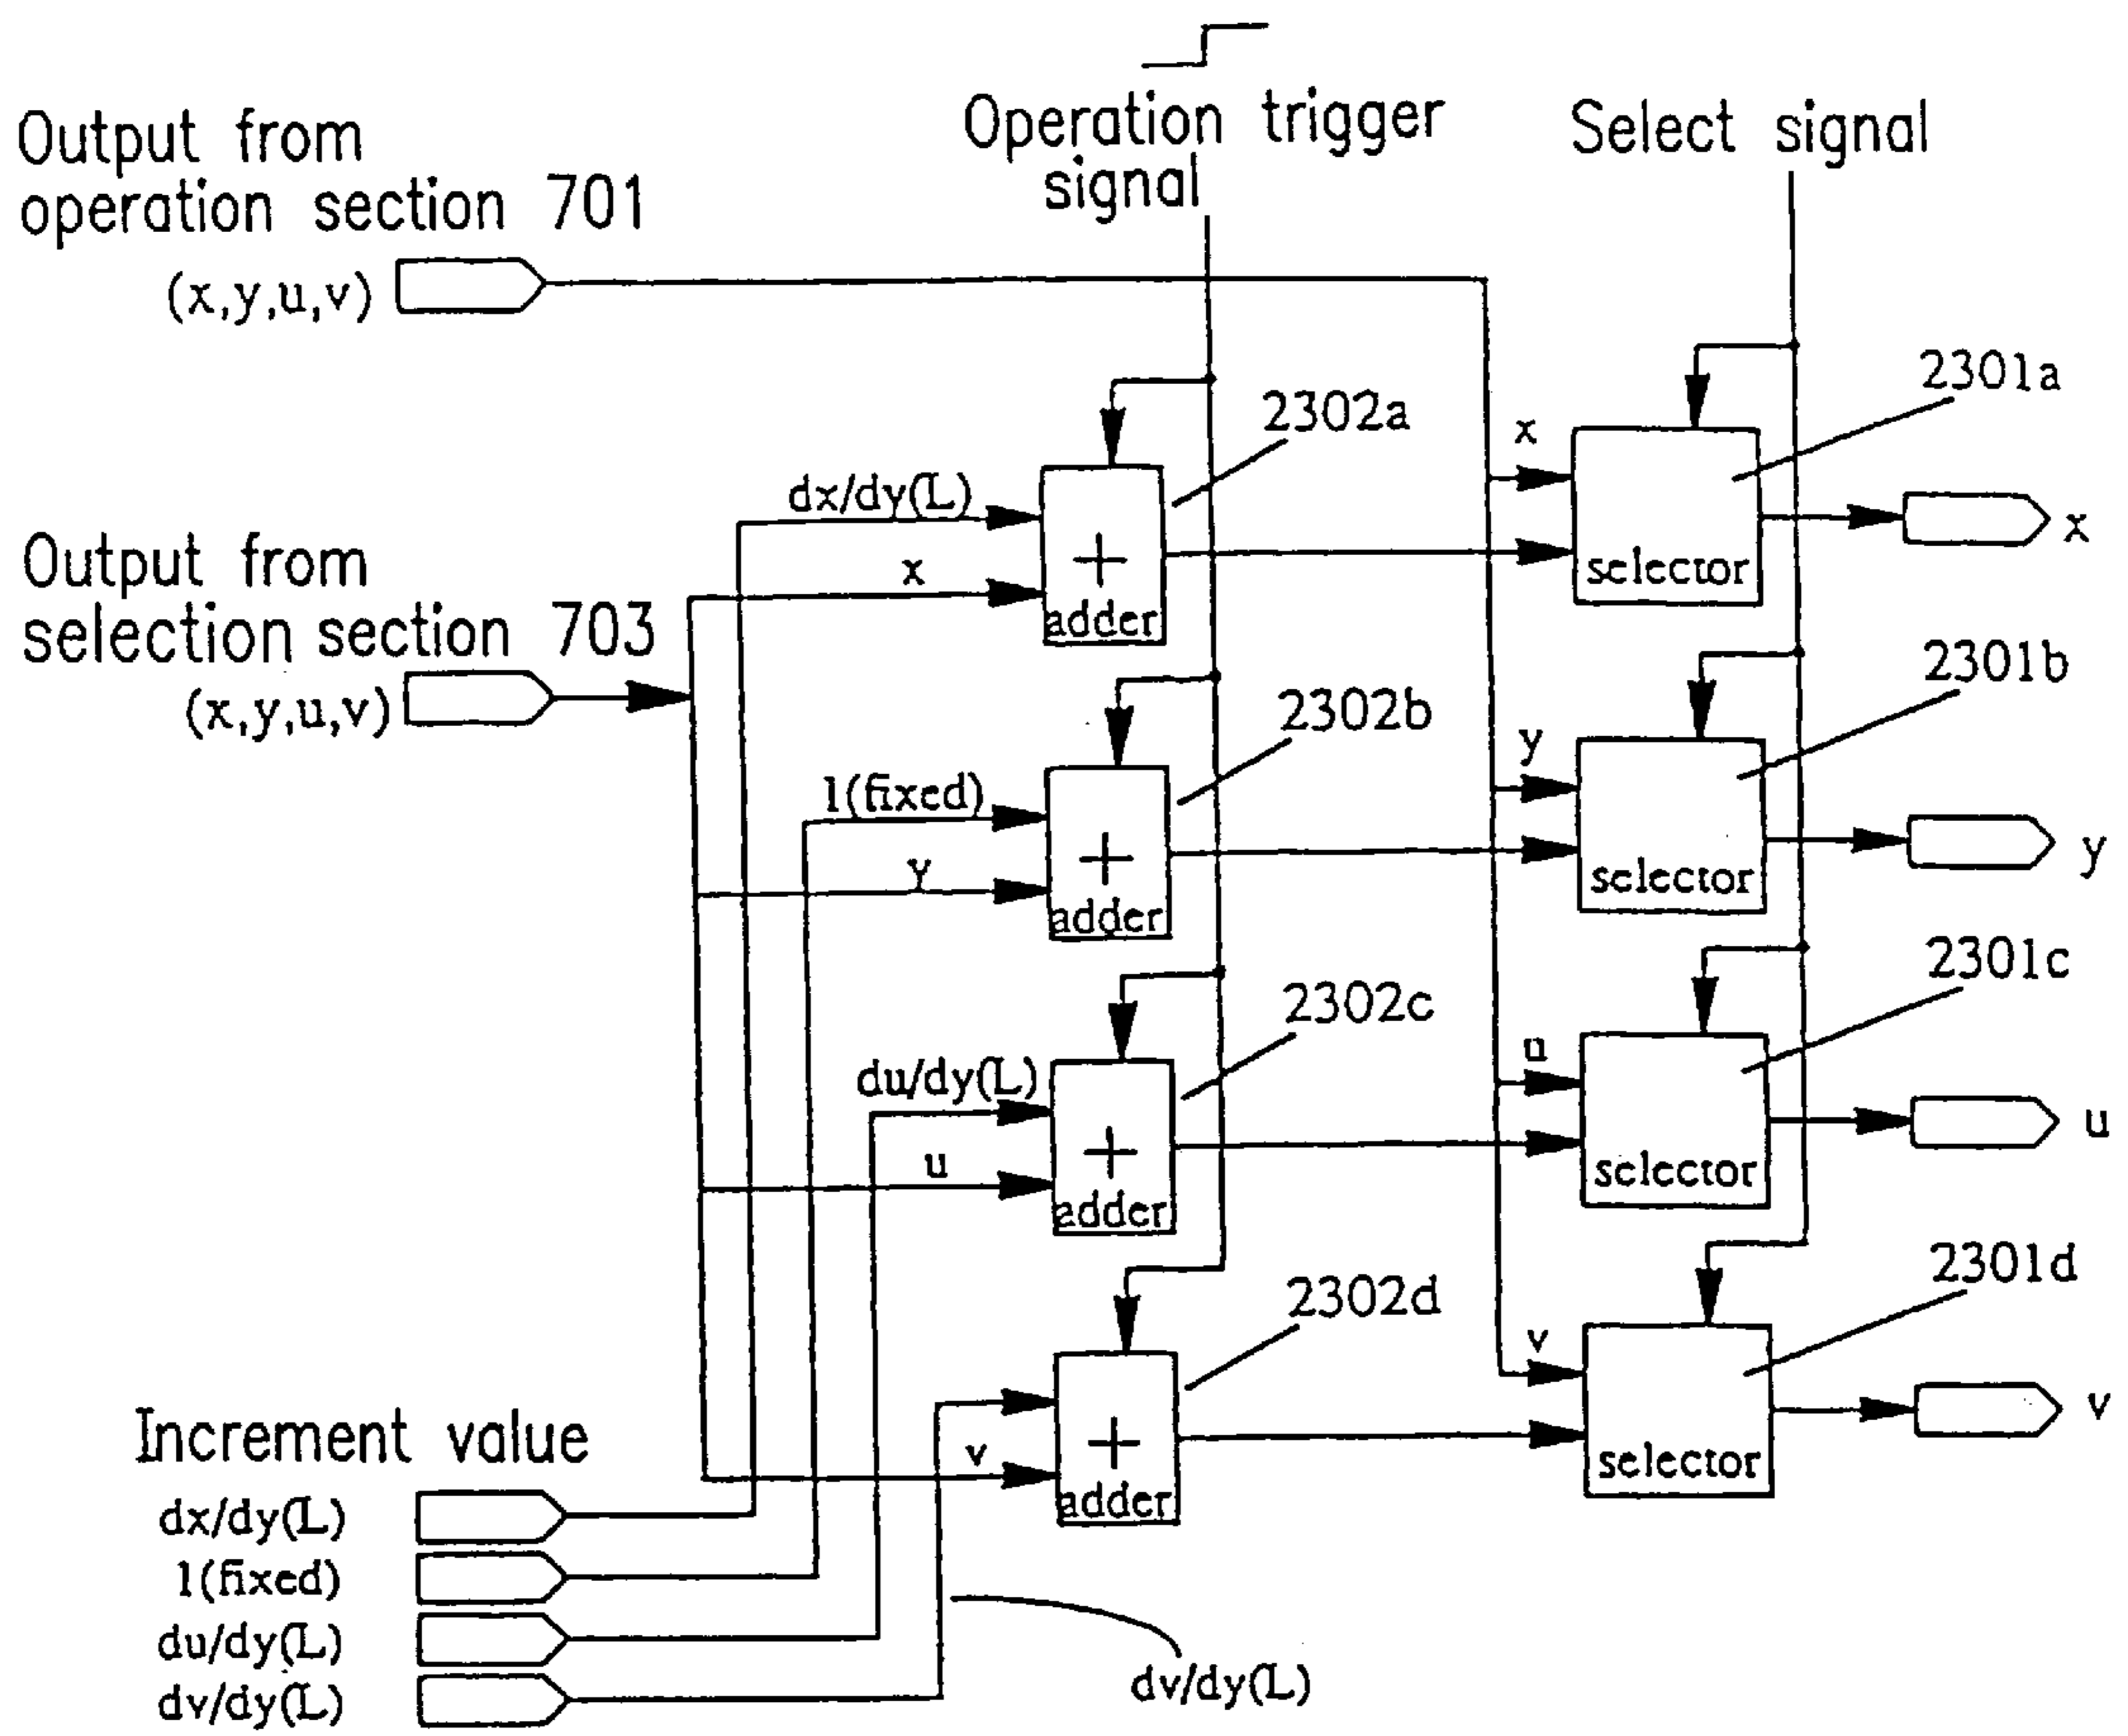 Operation trigger
signal
Select signal
Output from
operation section 701
(x,y,u,v)
2301a
2302a
x
dx/dy(L)
x
+
adder
selector
x
Output from
selection section 703
(x,y,u,v)
2301b
2302b
y
1(fixed)
y
+
adder
selector
y
2301c
2302c
u
du/dy(L)
u
+
adder
selector
u
2301d
2302d
v
v
+
adder
selector
v
Increment value
dx/dy(L)
1(fixed)
du/dy(L)
dv/dy(L)
dv/dy(L)